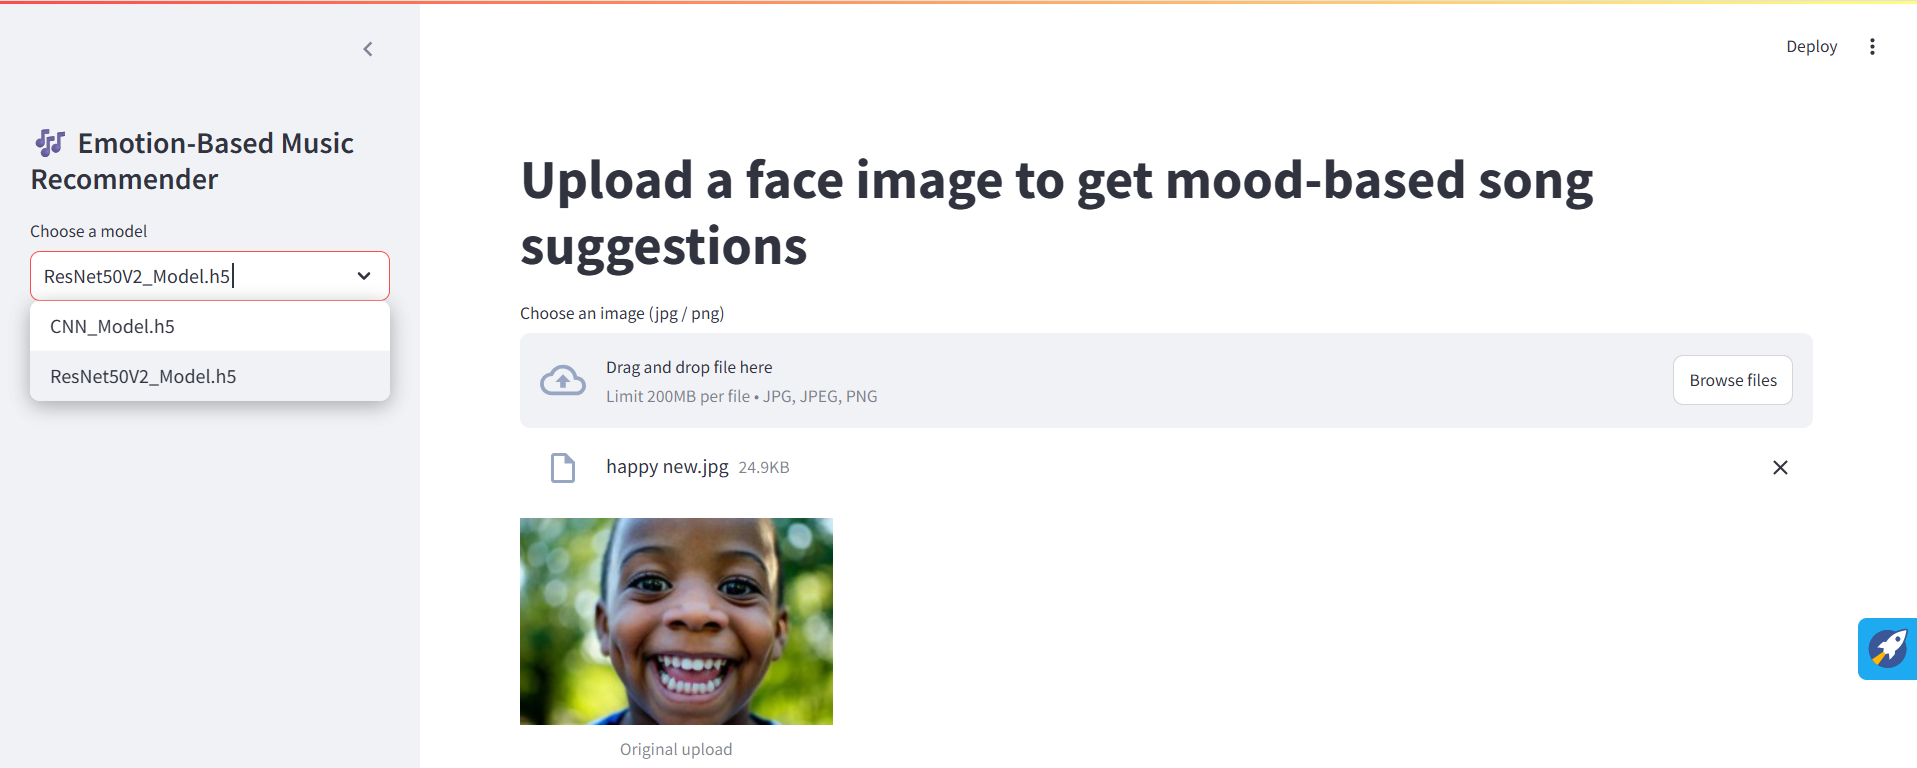 Deploy
🎶 Emotion-Based Music
Recommender
Choose a model
ResNet50V2_Model.h5
CNN_Model.h5
ResNet50V2_Model.h5
Upload a face image to get mood-based song
suggestions
Choose an image (jpg / png)
Drag and drop file here
Limit 200MB per file • JPG, JPEG, PNG
Browse files
happy new.jpg 24.9KB
Original upload